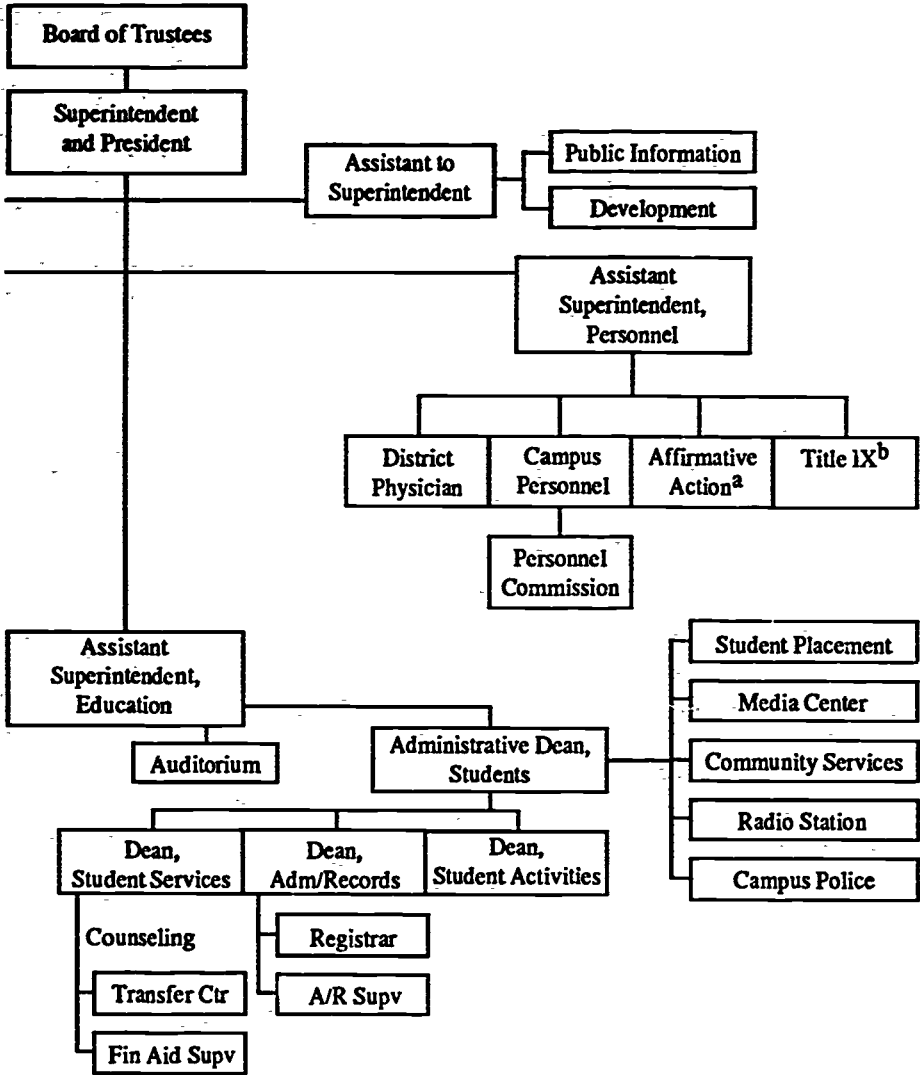 Board of Trustees
Superintendent
and President
Assistant to
Superintendent
Public Information
Development
Assistant
Superintendent,
Personnel
District
Physician
Campus
Personnel
Affirmative
Actionᵃ
Title IXᵇ
Personnel
Commission
Assistant
Superintendent,
Education
Auditorium
Administrative Dean,
Students
Student Placement
Media Center
Community Services
Radio Station
Campus Police
Dean,
Student Services
Dean,
Adm/Records
Dean,
Student Activities
Counseling
Transfer Ctr
Fin Aid Supv
Registrar
A/R Supv